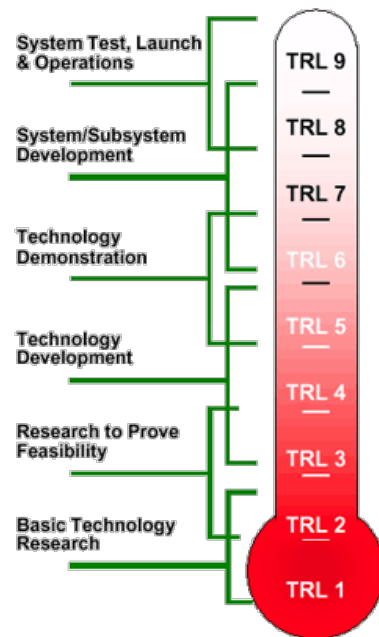 System Test, Launch
& Operations
System/Subsystem
Development
Technology
Demonstration
Technology
Development
Research to Prove
Feasibility
Basic Technology
Research
TRL 9
TRL 8
TRL 7
TRL 6
TRL 5
TRL 4
TRL 3
TRL 2
TRL 1